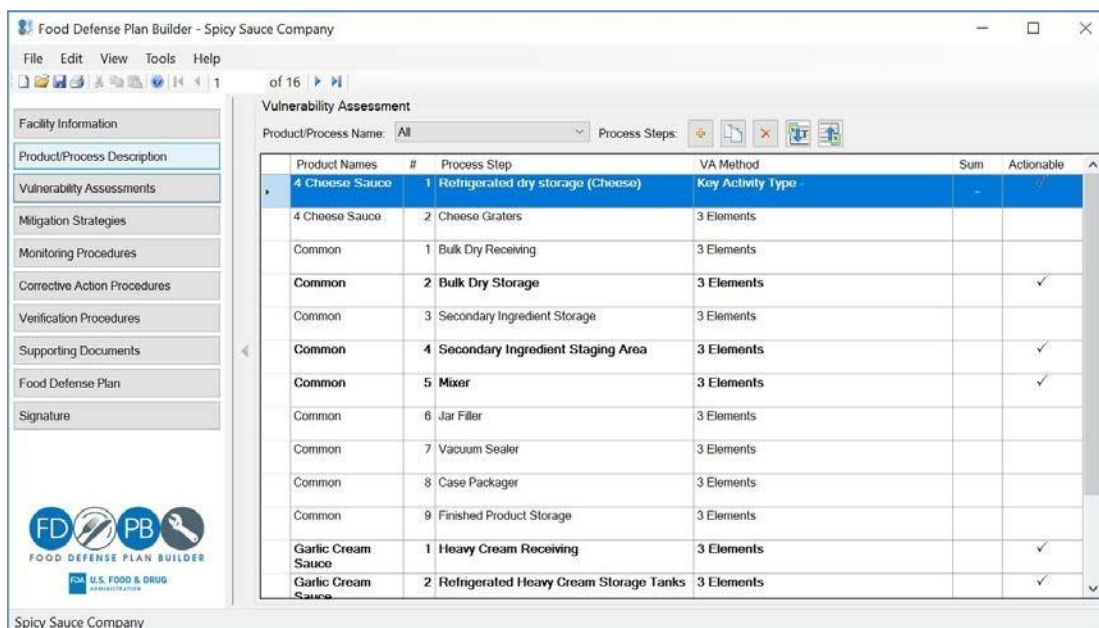 Food Defense Plan Builder - Spicy Sauce Company
File Edit View Tools Help
1 of 16
Facility Information
Product/Process Description
Vulnerability Assessments
Mitigation Strategies
Monitoring Procedures
Corrective Action Procedures
Verification Procedures
Supporting Documents
Food Defense Plan
Signature
FD PB
FOOD DEFENSE PLAN BUILDER
FDA U.S. FOOD & DRUG
ADMINISTRATION
Vulnerability Assessment
Product/Process Name: All Process Steps:
Product Names # Process Step VA Method Sum Actionable
4 Cheese Sauce 1 Refrigerated dry storage (Cheese) Key Activity Type - - ✓
4 Cheese Sauce 2 Cheese Graters 3 Elements
Common 1 Bulk Dry Receiving 3 Elements
Common 2 Bulk Dry Storage 3 Elements ✓
Common 3 Secondary Ingredient Storage 3 Elements
Common 4 Secondary Ingredient Staging Area 3 Elements ✓
Common 5 Mixer 3 Elements ✓
Common 6 Jar Filler 3 Elements
Common 7 Vacuum Sealer 3 Elements
Common 8 Case Packager 3 Elements
Common 9 Finished Product Storage 3 Elements
Garlic Cream 1 Heavy Cream Receiving 3 Elements ✓
Sauce
Garlic Cream 2 Refrigerated Heavy Cream Storage Tanks 3 Elements ✓
Sauce
Spicy Sauce Company